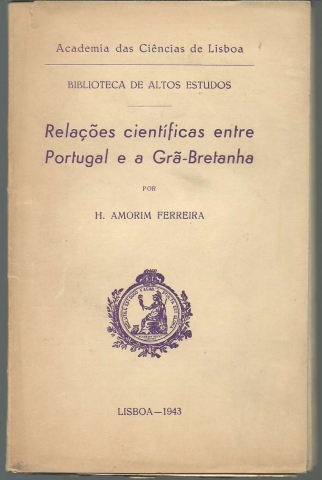 Academia das Ciências de Lisboa
BIBLIOTECA DE ALTOS ESTUDOS
Relações científicas entre
Portugal e a Grã-Bretanha
POR
H. AMORIM FERREIRA
LISBOA—1943